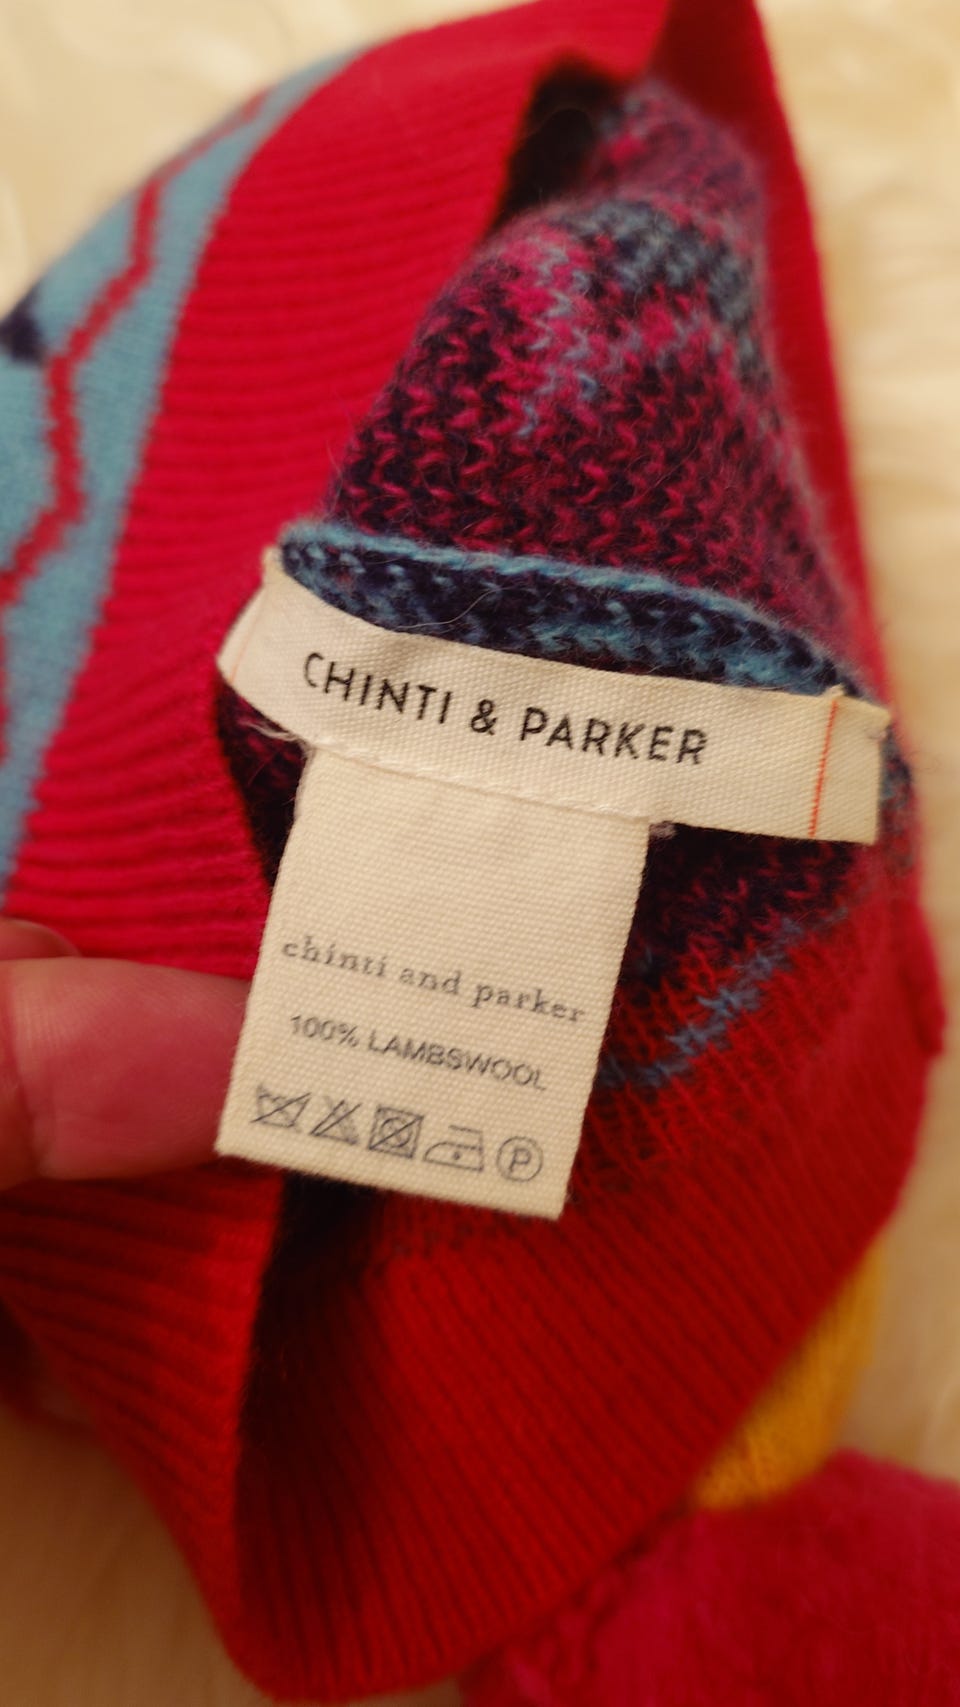 CHINTI & PARKER
chinti and parker
100% LAMBSWOOL
P